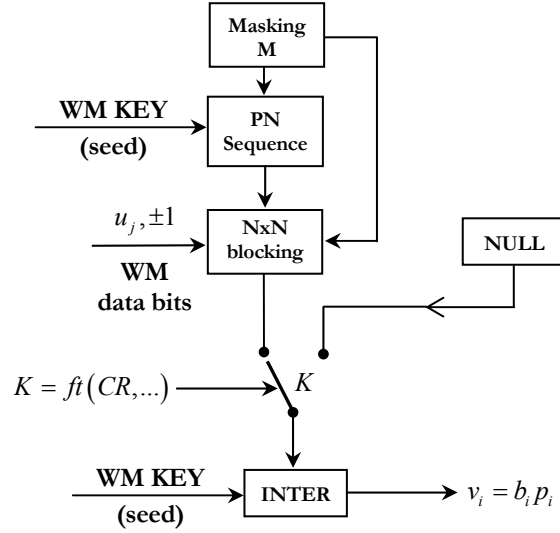 Masking
M
WM KEY
(seed)
PN
Sequence
u_j, ±1
WM
data bits
NxN
blocking
NULL
K = ft(CR,...)
K
WM KEY
(seed)
INTER
v_i = b_i p_i